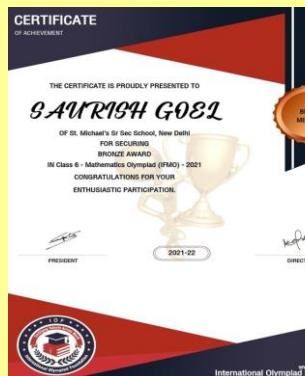 CERTIFICATE
OF ACHIEVEMENT
THE CERTIFICATE IS PROUDLY PRESENTED TO
SAURISH GOEL
OF St. Michael's Sr Sec School, New Delhi
FOR SECURING
BRONZE AWARD
IN Class 6 - Mathematics Olympiad (IFMO) - 2021
CONGRATULATIONS FOR YOUR
ENTHUSIASTIC PARTICIPATION.
2021-22
PRESIDENT
DIRECT
IOF
International Olympiad